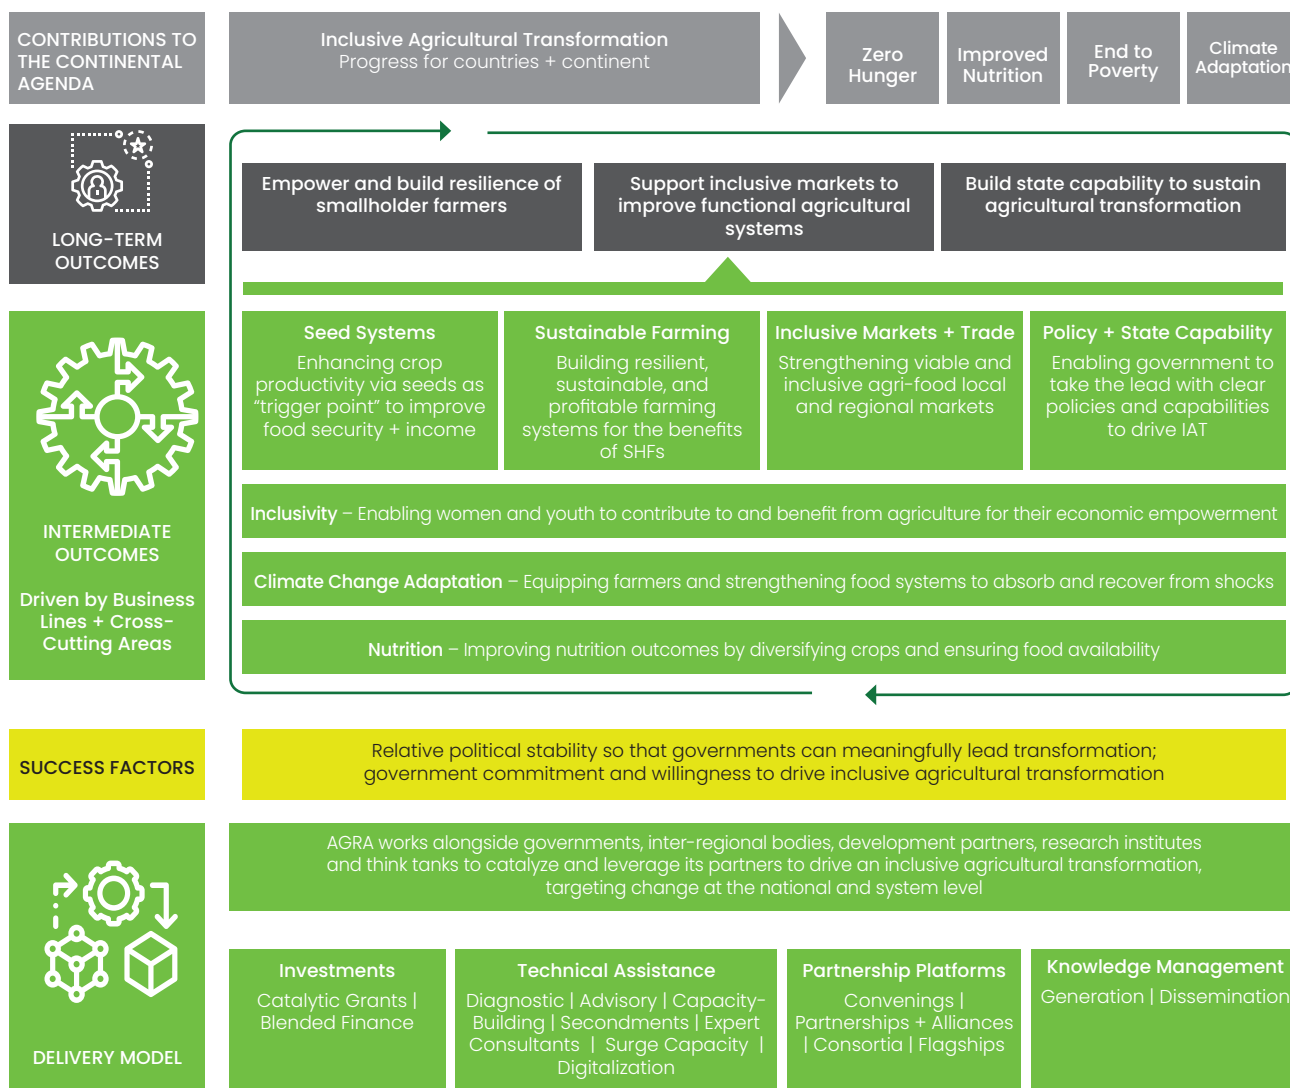 CONTRIBUTIONS TO
THE CONTINENTAL
AGENDA
Inclusive Agricultural Transformation
Progress for countries + continent
Zero
Hunger
Improved
Nutrition
End to
Poverty
Climate
Adaptation
LONG-TERM
OUTCOMES
Empower and build resilience of
smallholder farmers
Support inclusive markets to
improve functional agricultural
systems
Build state capability to sustain
agricultural transformation
INTERMEDIATE
OUTCOMES
Driven by Business
Lines + Cross-
Cutting Areas
Seed Systems
Enhancing crop
productivity via seeds as
“trigger point” to improve
food security + income
Sustainable Farming
Building resilient,
sustainable, and
profitable farming
systems for the benefits
of SHFs
Inclusive Markets + Trade
Strengthening viable and
inclusive agri-food local
and regional markets
Policy + State Capability
Enabling government to
take the lead with clear
policies and capabilities
to drive IAT
Inclusivity – Enabling women and youth to contribute to and benefit from agriculture for their economic empowerment
Climate Change Adaptation – Equipping farmers and strengthening food systems to absorb and recover from shocks
Nutrition – Improving nutrition outcomes by diversifying crops and ensuring food availability
SUCCESS FACTORS
Relative political stability so that governments can meaningfully lead transformation;
government commitment and willingness to drive inclusive agricultural transformation
DELIVERY MODEL
AGRA works alongside governments, inter-regional bodies, development partners, research institutes
and think tanks to catalyze and leverage its partners to drive an inclusive agricultural transformation,
targeting change at the national and system level
Investments
Catalytic Grants |
Blended Finance
Technical Assistance
Diagnostic | Advisory | Capacity-
Building | Secondments | Expert
Consultants | Surge Capacity |
Digitalization
Partnership Platforms
Convenings |
Partnerships + Alliances
| Consortia | Flagships
Knowledge Management
Generation | Dissemination